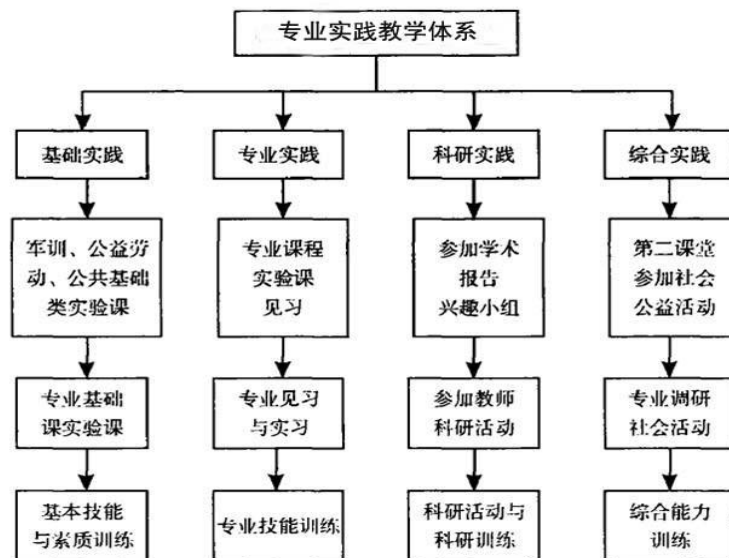 专业实践教学体系
基础实践
专业实践
科研实践
综合实践
军训、公益劳
动、公共基础
类实验课
专业课程
实验课
见习
参加学术
报告
兴趣小组
第二课堂
参加社会
公益活动
专业基础
课实验课
专业见习
与实习
参加教师
科研活动
专业调研
社会活动
基本技能
与素质训练
专业技能训练
科研活动与
科研训练
综合能力
训练